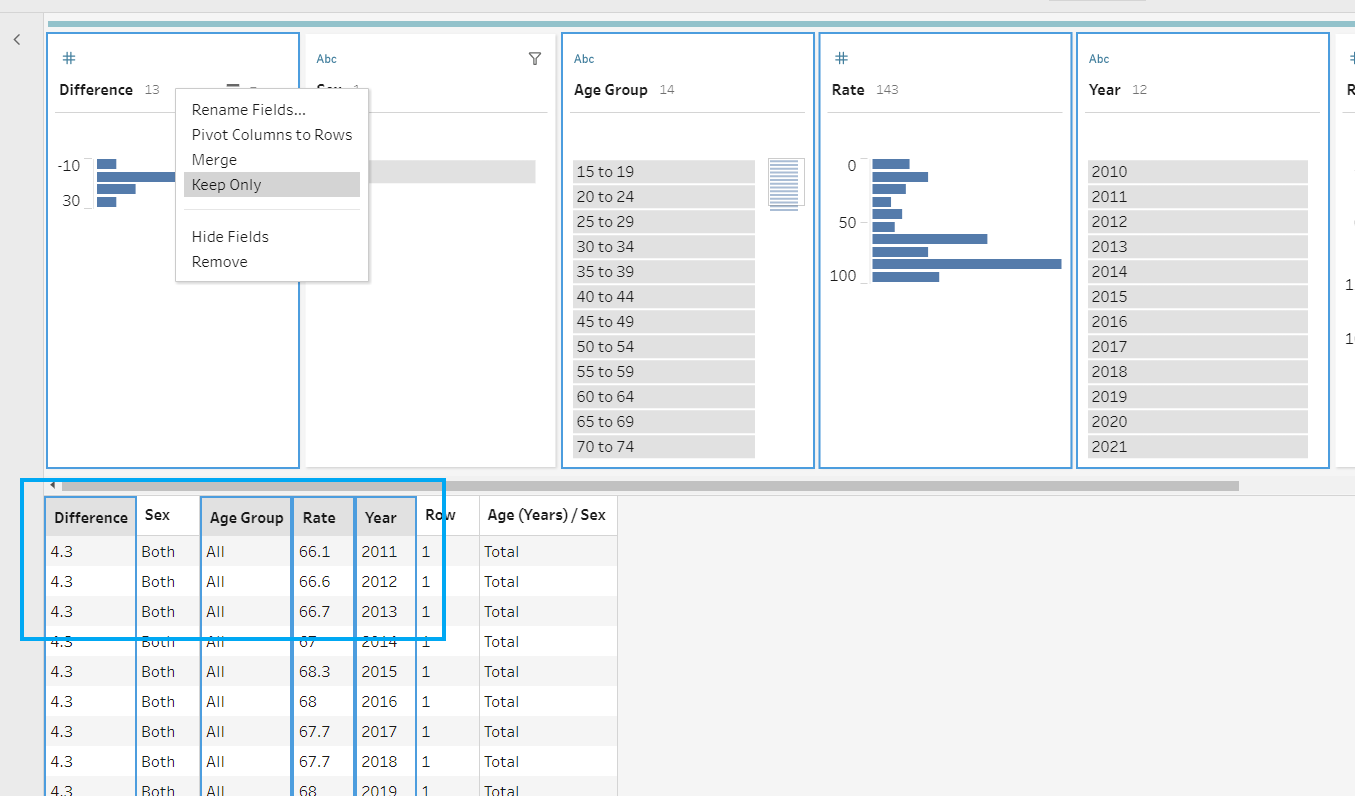 Abc Abc Abc
Difference 13 Age Group 14 Rate 143 Year 12
Rename Fields...
Pivot Columns to Rows
Merge
Keep Only
Hide Fields
Remove
-10
30
15 to 19
20 to 24
25 to 29
30 to 34
35 to 39
40 to 44
45 to 49
50 to 54
55 to 59
60 to 64
65 to 69
70 to 74
0
50
100
2010
2011
2012
2013
2014
2015
2016
2017
2018
2019
2020
2021
Difference Sex Age Group Rate Year Row Age (Years) / Sex
4.3 Both All 66.1 2011 1 Total
4.3 Both All 66.6 2012 1 Total
4.3 Both All 66.7 2013 1 Total
4.3 Both All 67 2014 1 Total
4.3 Both All 68.3 2015 1 Total
4.3 Both All 68 2016 1 Total
4.3 Both All 67.7 2017 1 Total
4.3 Both All 67.7 2018 1 Total
4.3 Both All 68 2019 1 Total